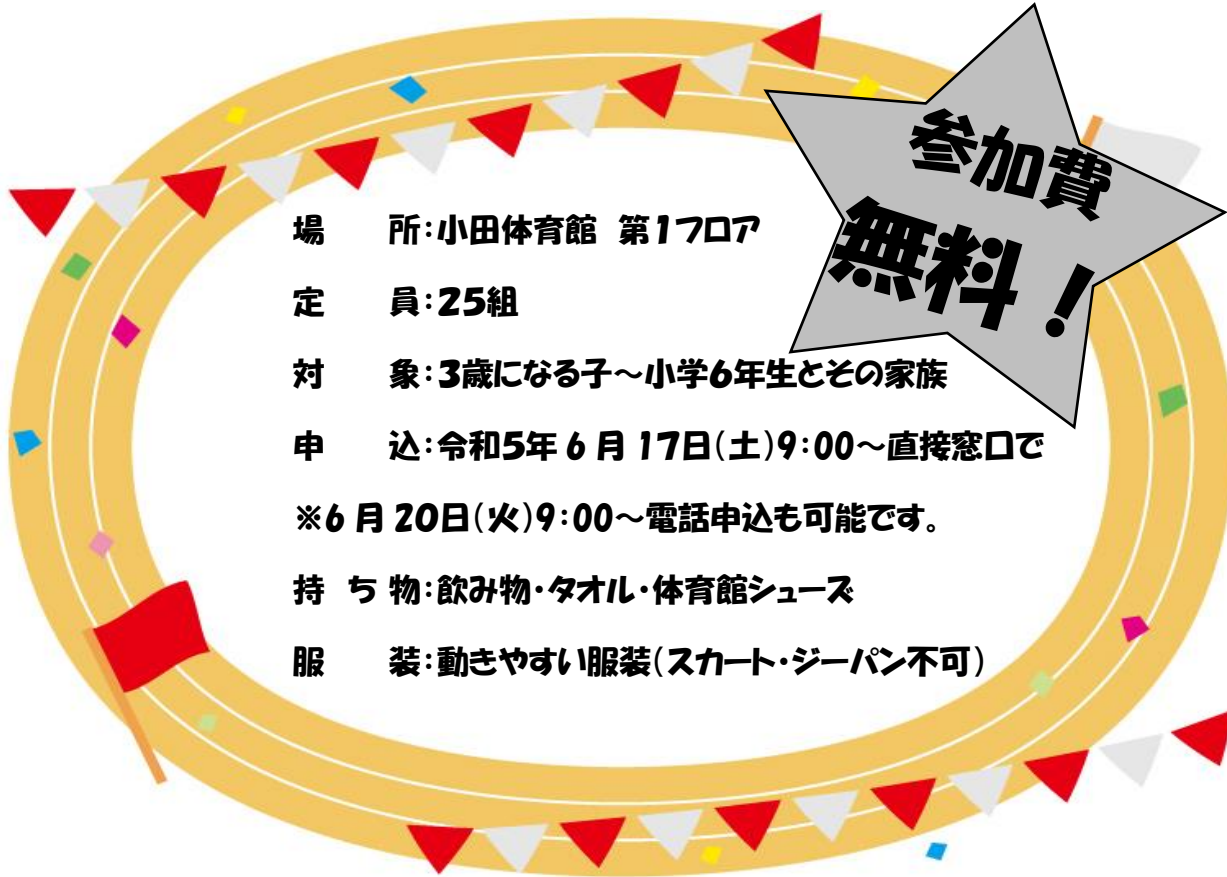 参加費
無料！
場　　所：小田体育館 第1フロア
定　　員：25組
対　　象：3歳になる子～小学6年生とその家族
申　　込：令和5年 6 月 17日(土)9：00～直接窓口で
※6 月 20日(火)9：00～電話申込も可能です。
持 ち 物：飲み物・タオル・体育館シューズ
服　　装：動きやすい服装(スカート・ジーパン不可)